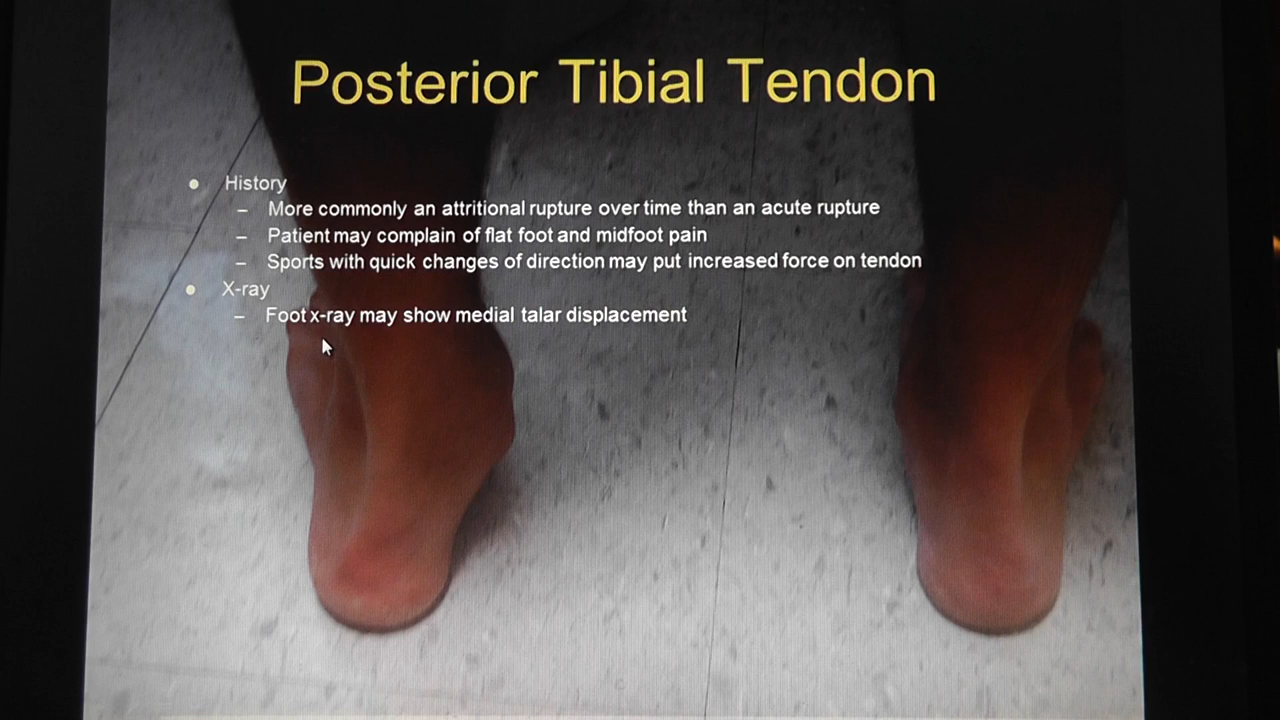 Posterior Tibial Tendon
• History
– More commonly an attritional rupture over time than an acute rupture
– Patient may complain of flat foot and midfoot pain
– Sports with quick changes of direction may put increased force on tendon
• X-ray
– Foot x-ray may show medial talar displacement